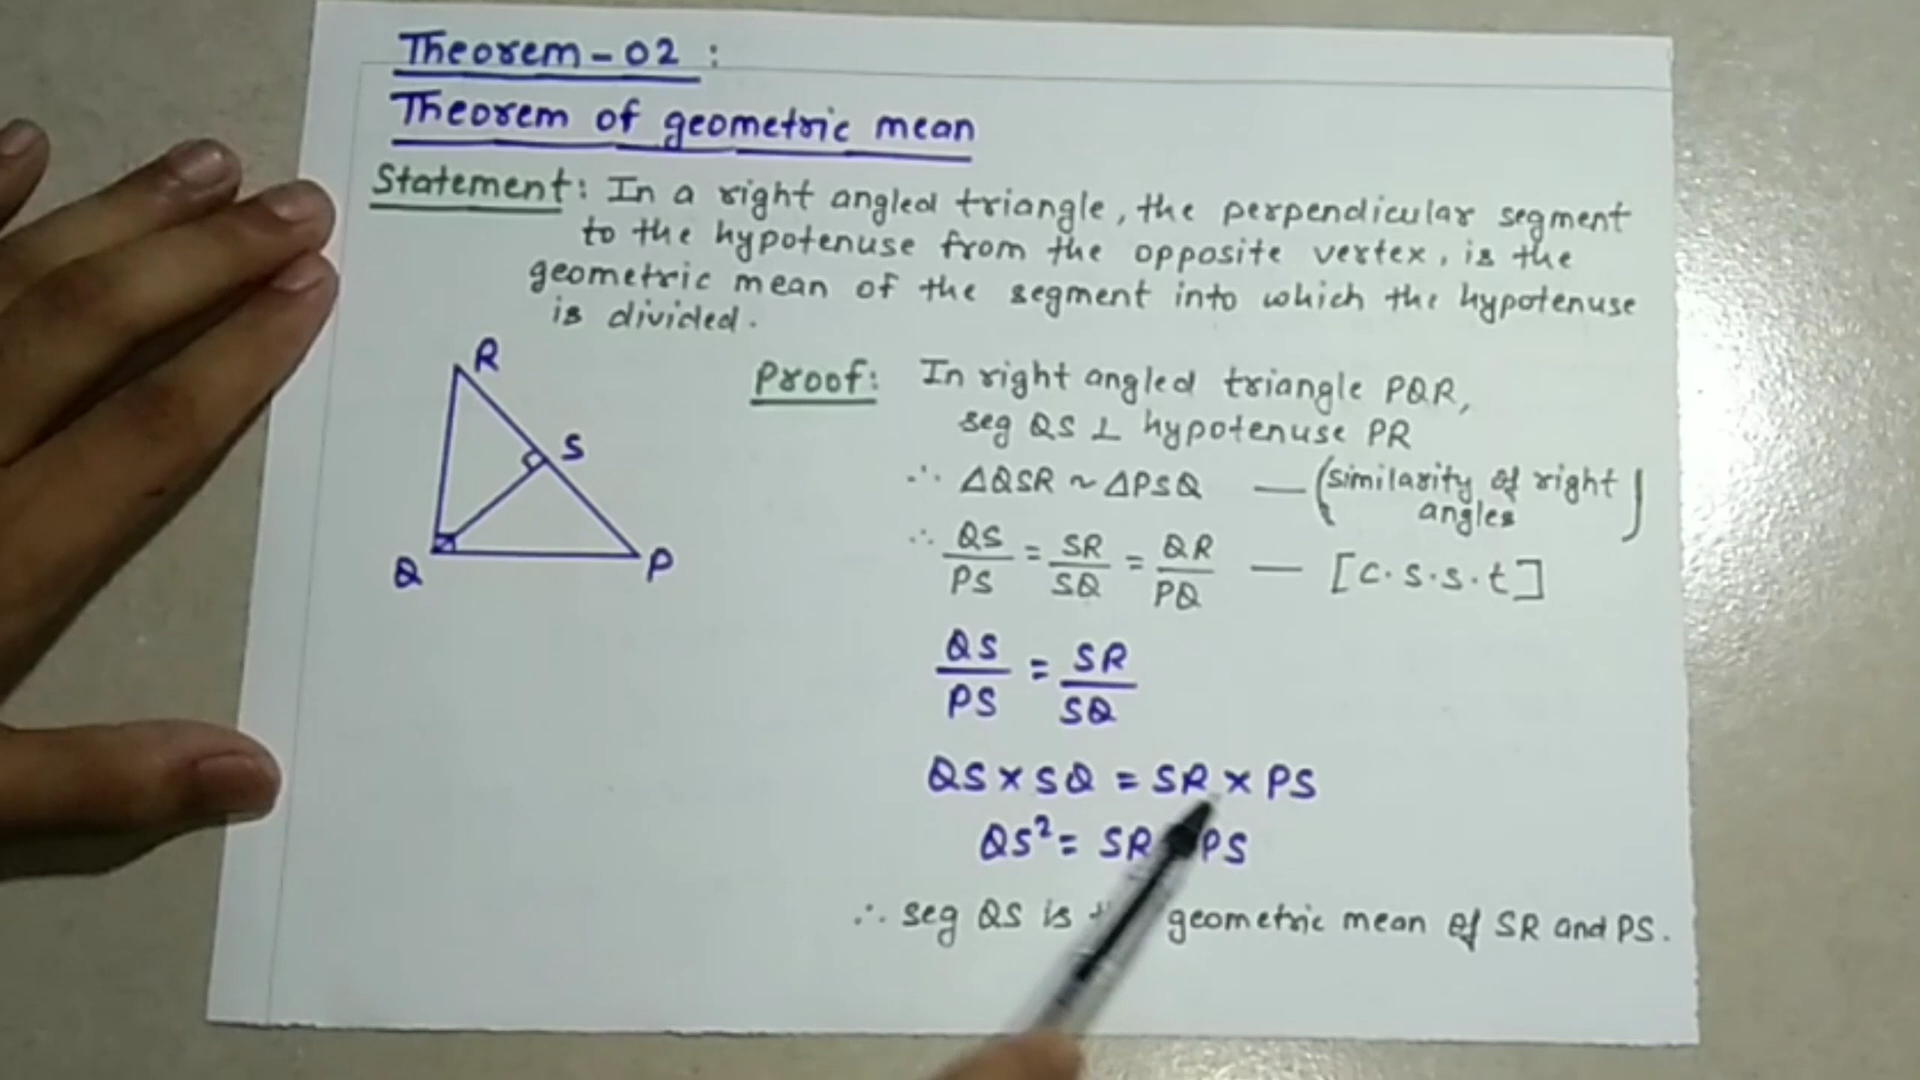 Theorem-02 :
Theorem of geometric mean
Statement: In a right angled triangle, the perpendicular segment
to the hypotenuse from the opposite vertex, is the
geometric mean of the segment into which the hypotenuse
is divided.
R
S
Q
P
Proof: In right angled triangle PQR,
seg QS ⊥ hypotenuse PR
∴ ΔQSR ~ ΔPSQ — (similarity of right
angles)
∴ QS/PS = SR/SQ = QR/PQ — [c.s.s.t]
QS/PS = SR/SQ
QS × SQ = SR × PS
QS² = SR PS
∴ seg QS is geometric mean of SR and PS.